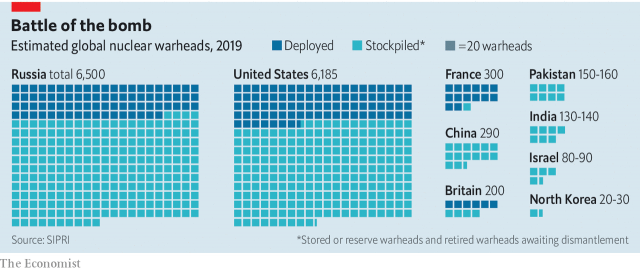 Battle of the bomb
Estimated global nuclear warheads, 2019
Deployed
Stockpiled*
=20 warheads
Russia total 6,500
United States 6,185
France 300
China 290
Britain 200
Pakistan 150-160
India 130-140
Israel 80-90
North Korea 20-30
Source: SIPRI
*Stored or reserve warheads and retired warheads awaiting dismantlement
The Economist